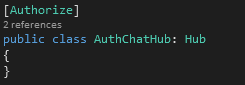 [Authorize]
2 references
public class AuthChatHub: Hub
{
}